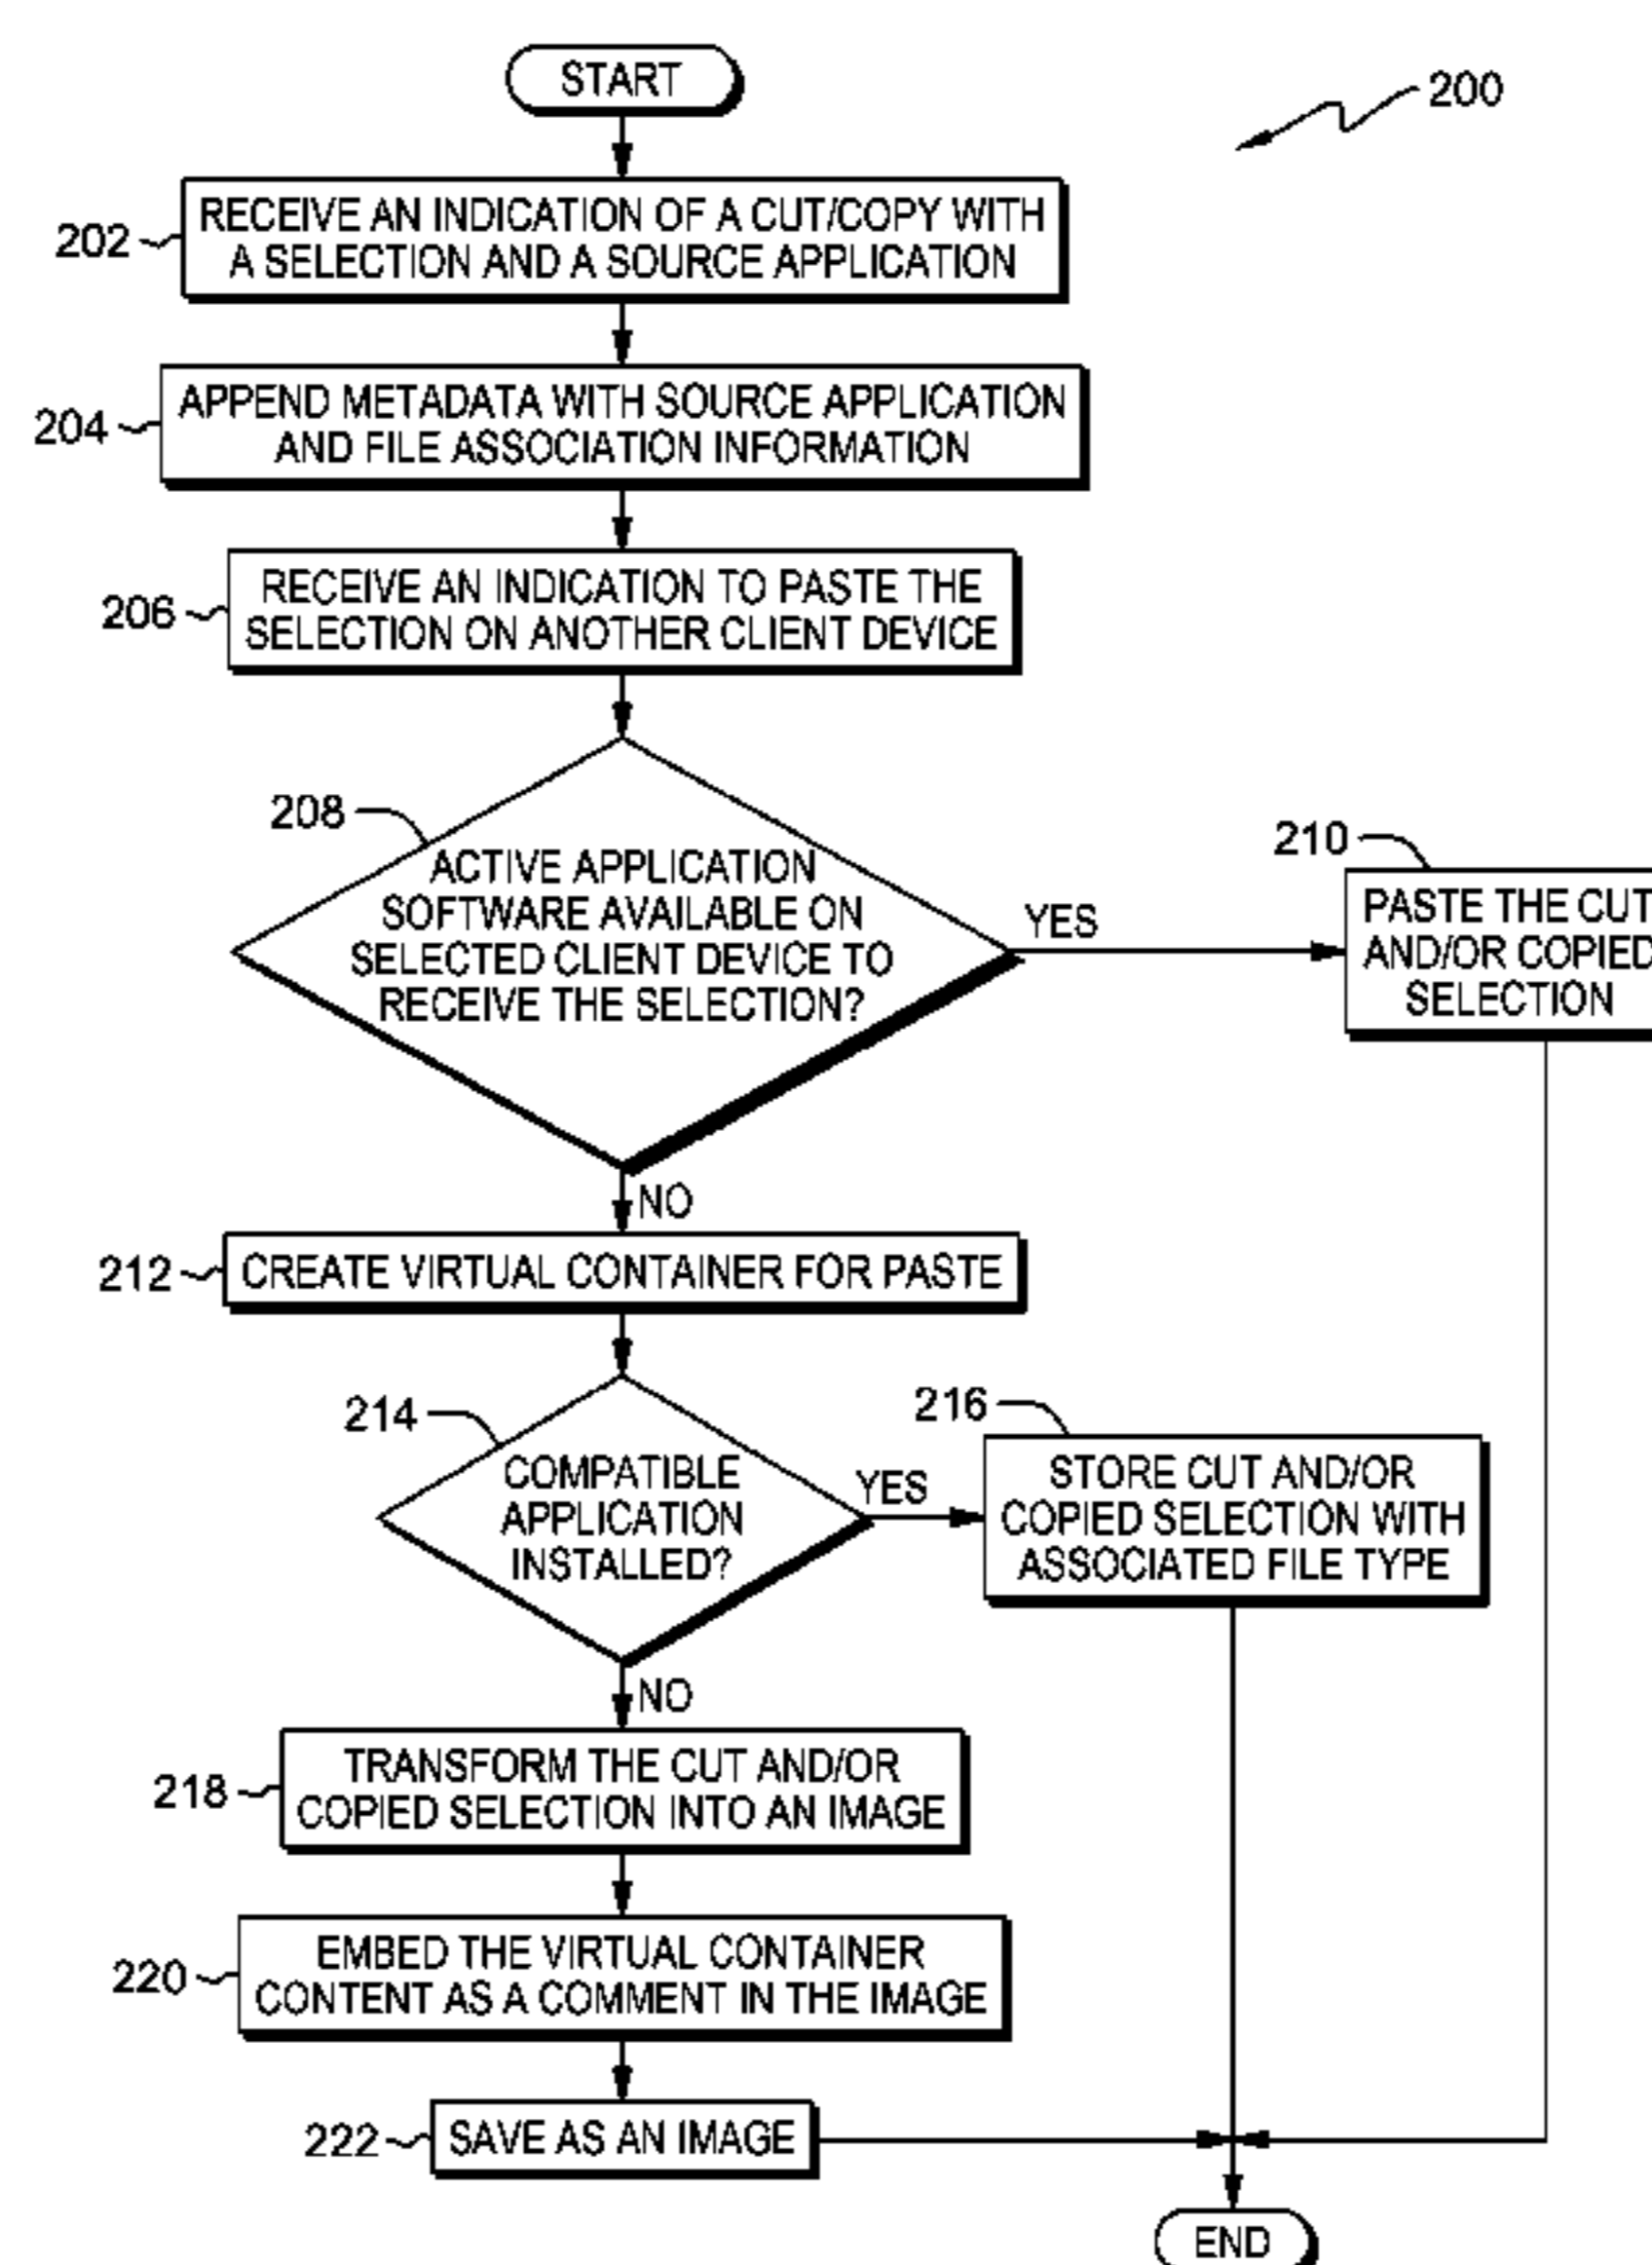 START
200
202
RECEIVE AN INDICATION OF A CUT/COPY WITH
A SELECTION AND A SOURCE APPLICATION
204
APPEND METADATA WITH SOURCE APPLICATION
AND FILE ASSOCIATION INFORMATION
206
RECEIVE AN INDICATION TO PASTE THE
SELECTION ON ANOTHER CLIENT DEVICE
208
ACTIVE APPLICATION
SOFTWARE AVAILABLE ON
SELECTED CLIENT DEVICE TO
RECEIVE THE SELECTION?
YES
210
PASTE THE CUT
AND/OR COPIED
SELECTION
NO
212
CREATE VIRTUAL CONTAINER FOR PASTE
214
COMPATIBLE
APPLICATION
INSTALLED?
YES
216
STORE CUT AND/OR
COPIED SELECTION WITH
ASSOCIATED FILE TYPE
NO
218
TRANSFORM THE CUT AND/OR
COPIED SELECTION INTO AN IMAGE
220
EMBED THE VIRTUAL CONTAINER
CONTENT AS A COMMENT IN THE IMAGE
222
SAVE AS AN IMAGE
END